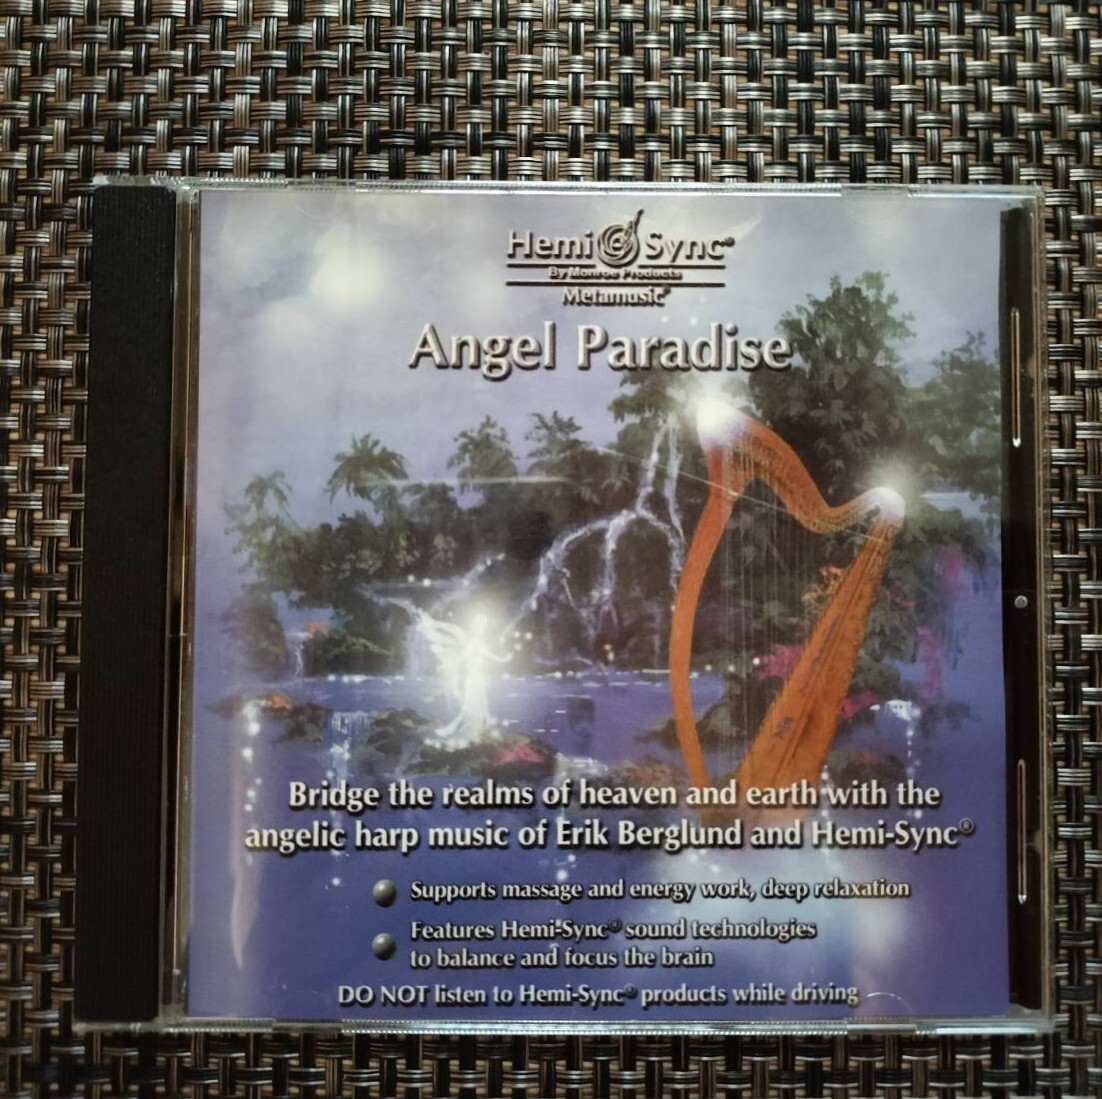 Hemi Sync®
By Monroe Products
Metamusic®
Angel Paradise
Bridge the realms of heaven and earth with the
angelic harp music of Erik Berglund and Hemi-Sync®
Supports massage and energy work, deep relaxation
Features Hemi-Sync® sound technologies
to balance and focus the brain
DO NOT listen to Hemi-Sync® products while driving